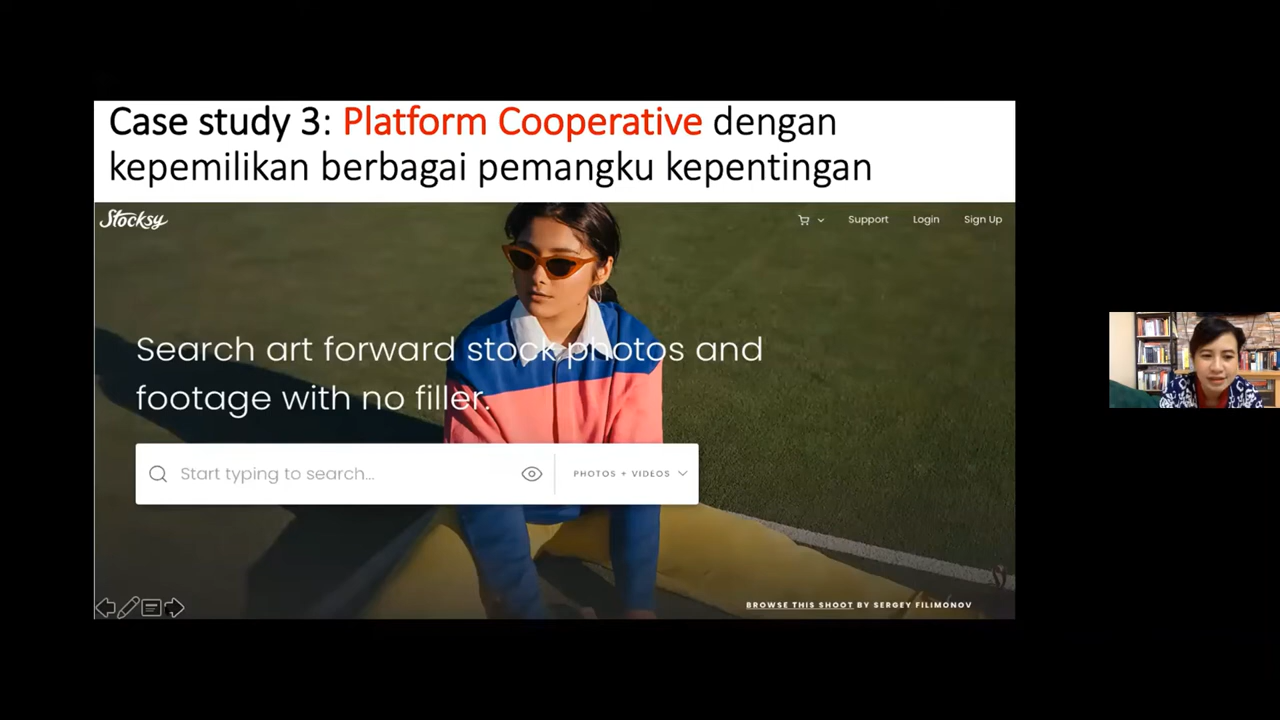 Case study 3: Platform Cooperative dengan
kepemilikan berbagai pemangku kepentingan
Stocksy
Support
Login
Sign Up
Search art forward stock photos and
footage with no filler.
Start typing to search...
PHOTOS + VIDEOS
BROWSE THIS SHOOT BY SERGEY FILIMONOV